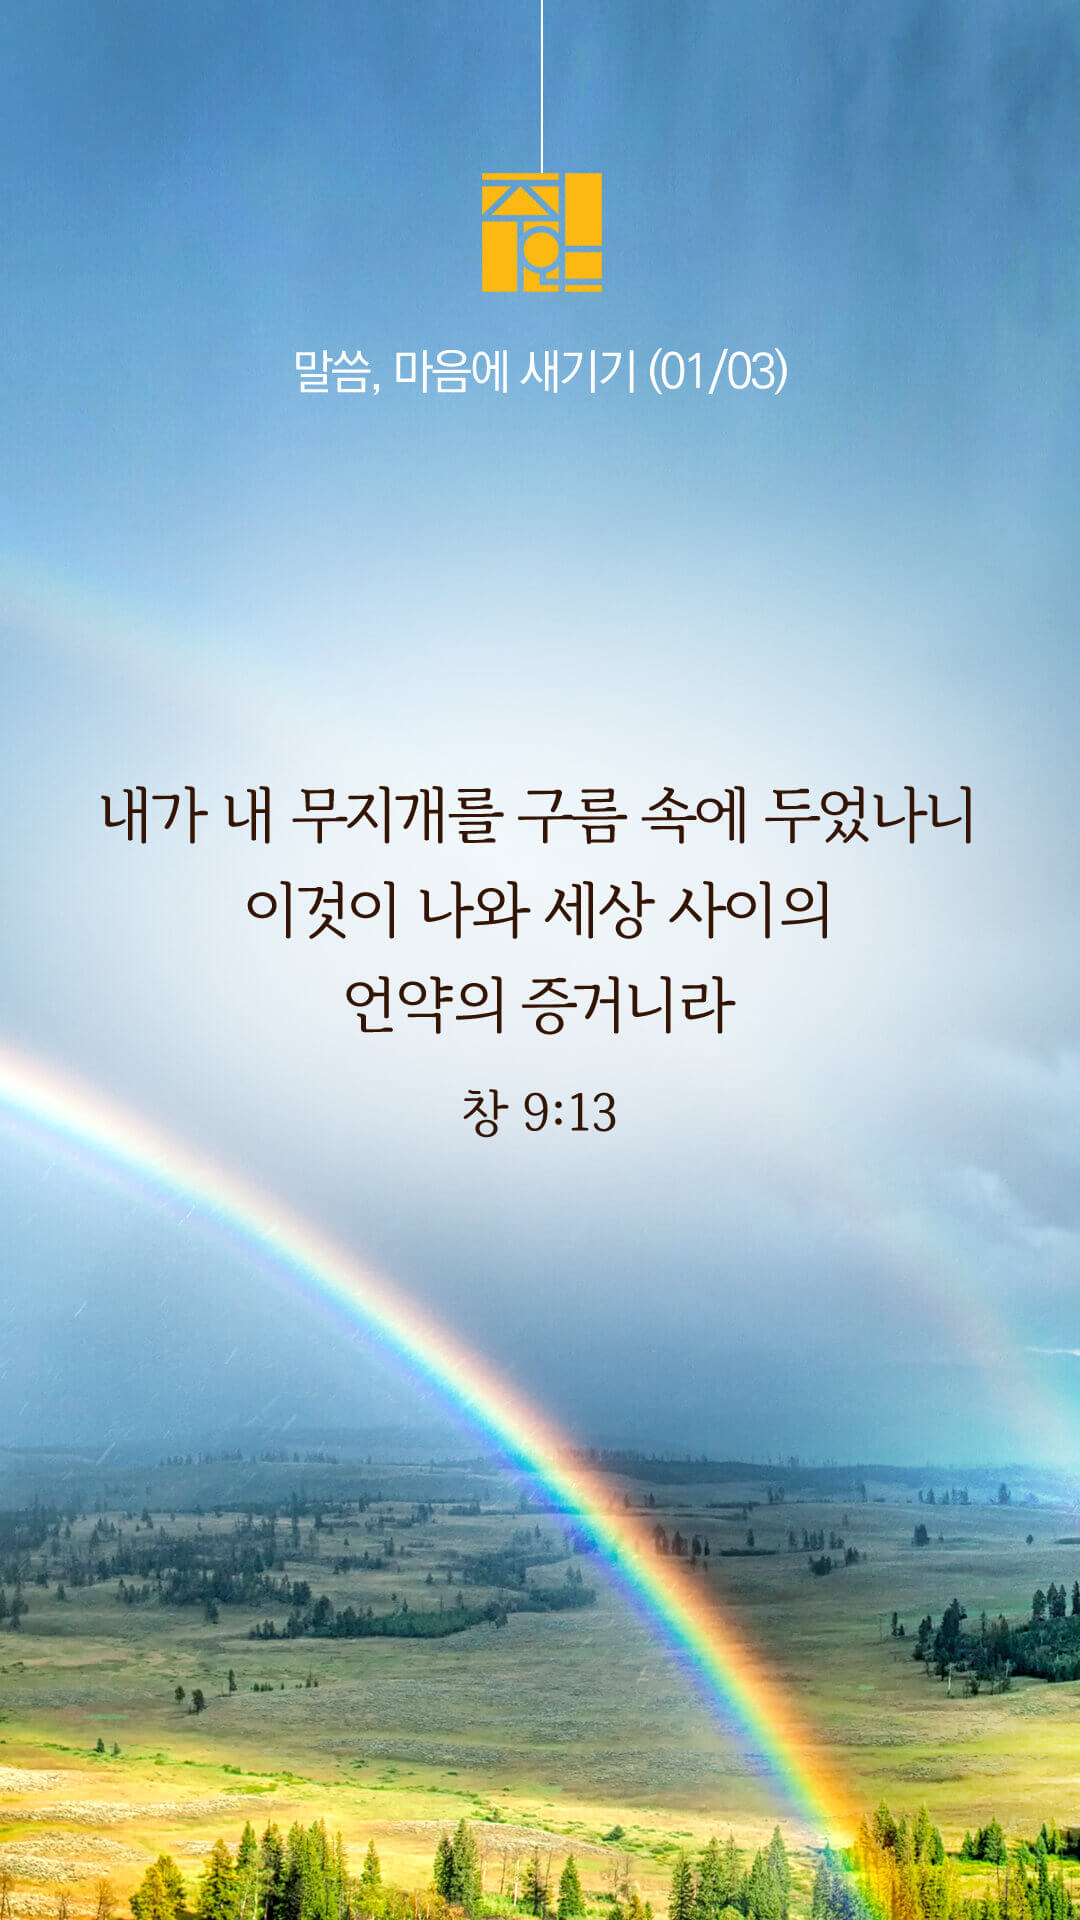 말씀, 마음에 새기기 (01/03)
내가 내 무지개를 구름 속에 두었나니
이것이 나와 세상 사이의
언약의 증거니라
창 9:13